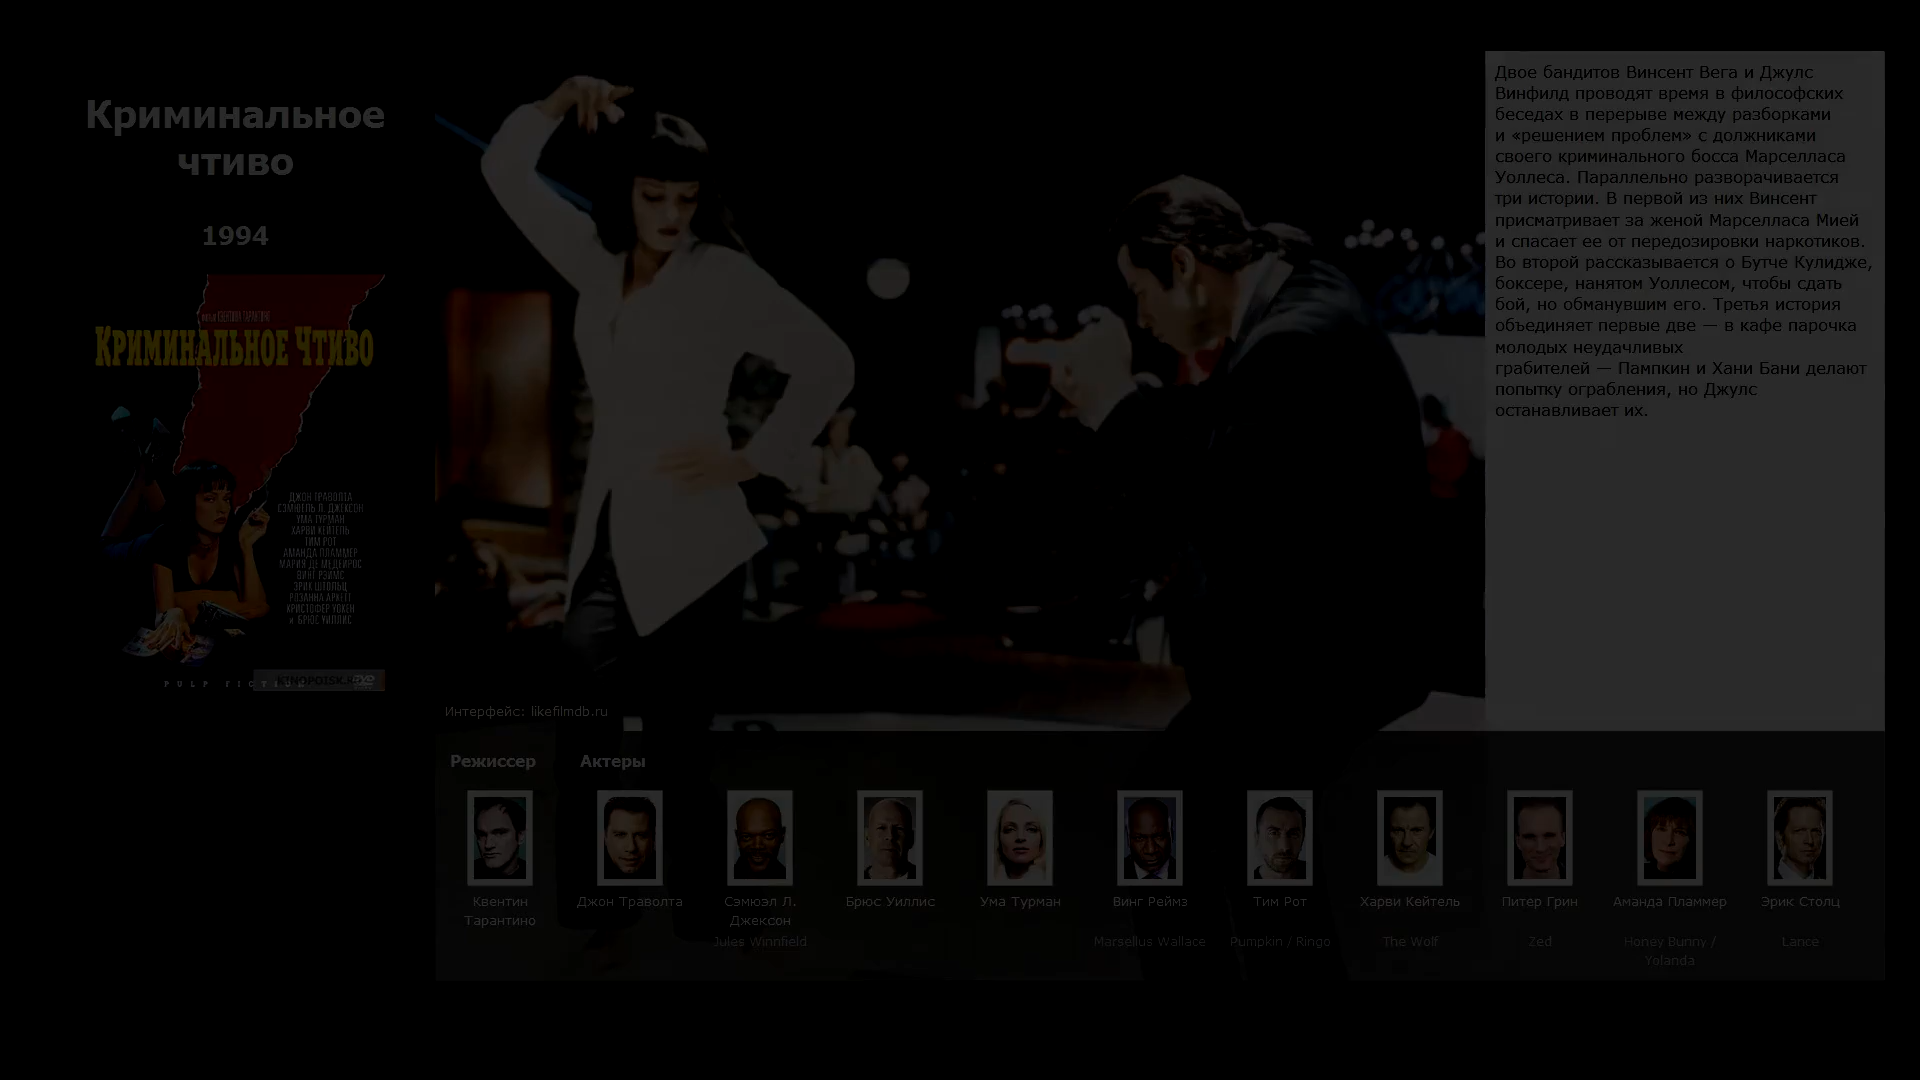 Криминальное
чтиво
1994
КРИМИНАЛЬНОЕ ЧТИВО
ДЖОН ТРАВОЛТА
СЭМЮЕЛЬ Л. ДЖЕКСОН
УМА ТУРМАН
ХАРВИ КЕЙТЕЛЬ
ТИМ РОТ
АМАНДА ПЛАММЕР
МАРИЯ ДЕ МЕДЕИРОС
ВИНГ РЭИМС
ЭРИК ШТОЛЬЦ
РОЗАННА АРКЕТТ
КРИСТОФЕР УОКЕН
и БРЮС УИЛЛИС
PULP FICTION
KINOPOISK
DVD
Двое бандитов Винсент Вега и Джулс
Винфилд проводят время в философских
беседах в перерыве между разборками
и «решением проблем» с должниками
своего криминального босса Марселласа
Уоллеса. Параллельно разворачивается
три истории. В первой из них Винсент
присматривает за женой Марселласа Мией
и спасает ее от передозировки наркотиков.
Во второй рассказывается о Бутче Кулидже,
боксере, нанятом Уоллесом, чтобы сдать
бой, но обманувшим его. Третья история
объединяет первые две — в кафе парочка
молодых неудачливых
грабителей — Пампкин и Хани Бани делают
попытку ограбления, но Джулс
останавливает их.
Интерфейс: likefilmdb.ru
Режиссер
Актеры
Квентин
Тарантино
Джон Траволта
Сэмюэл Л.
Джексон
Jules Winnfield
Брюс Уиллис
Ума Турман
Винг Реймз
Marsellus Wallace
Тим Рот
Pumpkin / Ringo
Харви Кейтель
The Wolf
Питер Грин
Zed
Аманда Пламмер
Honey Bunny /
Yolanda
Эрик Столц
Lance